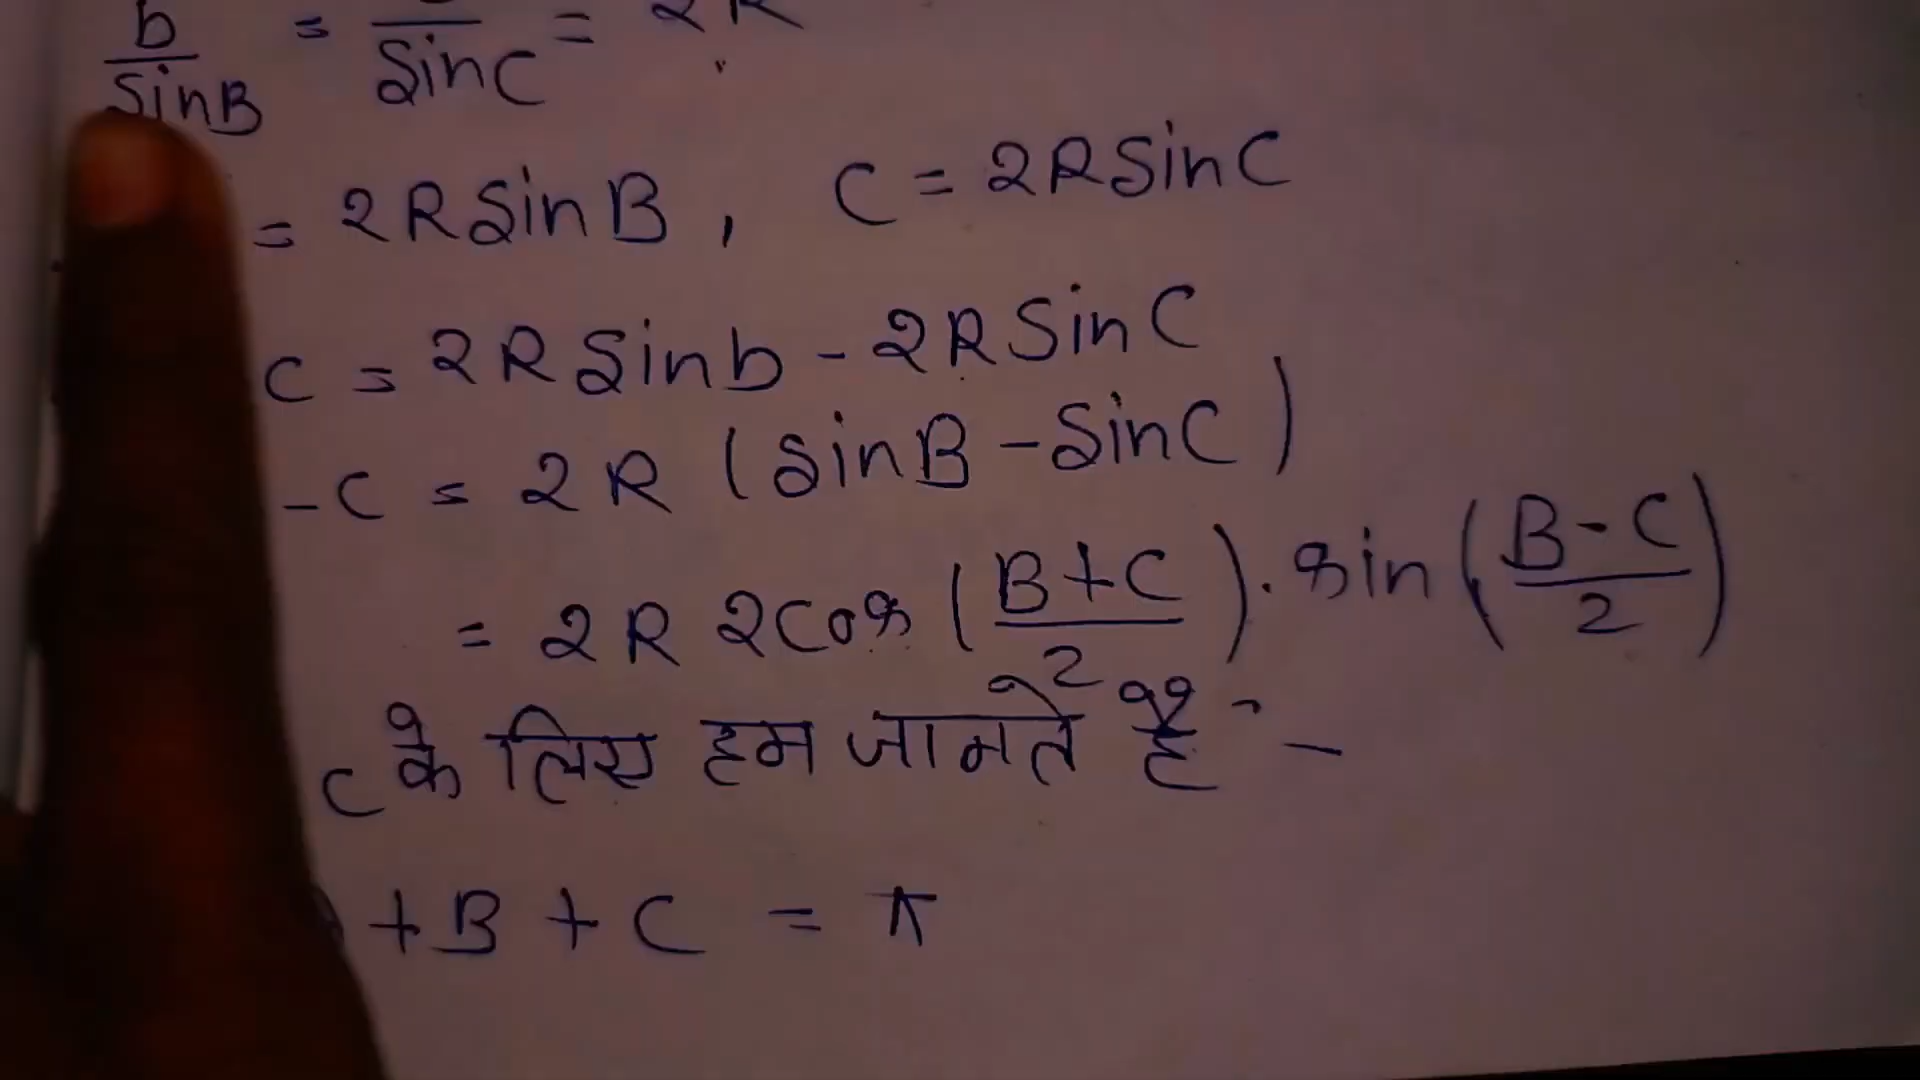 b/SinB = /SinC = 2R
= 2RSinB, C = 2RSinC
C = 2RSinb - 2RSinC
-C = 2R (SinB - SinC)
= 2R 2Cos (B+C/2). Sin (B-C/2)
C के लिए हम जानते हैं :-
+B + C = π